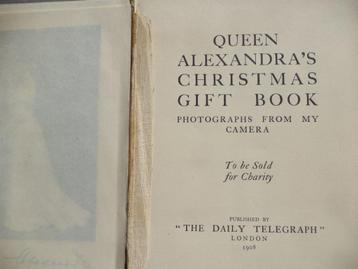 QUEEN
ALEXANDRA'S
CHRISTMAS
GIFT BOOK
PHOTOGRAPHS FROM MY
CAMERA
To be Sold
for Charity
PUBLISHED BY
"THE DAILY TELEGRAPH"
LONDON
1908